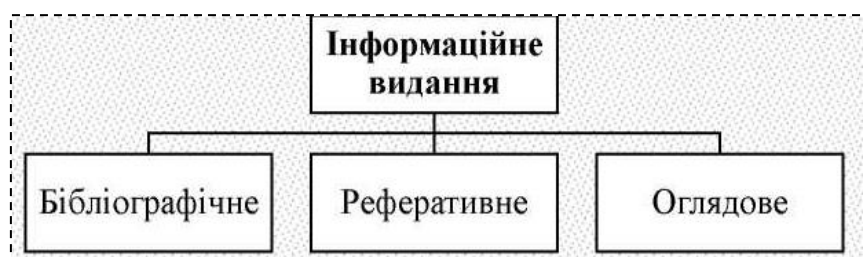 Інформаційне
видання
Бібліографічне
Реферативне
Оглядове